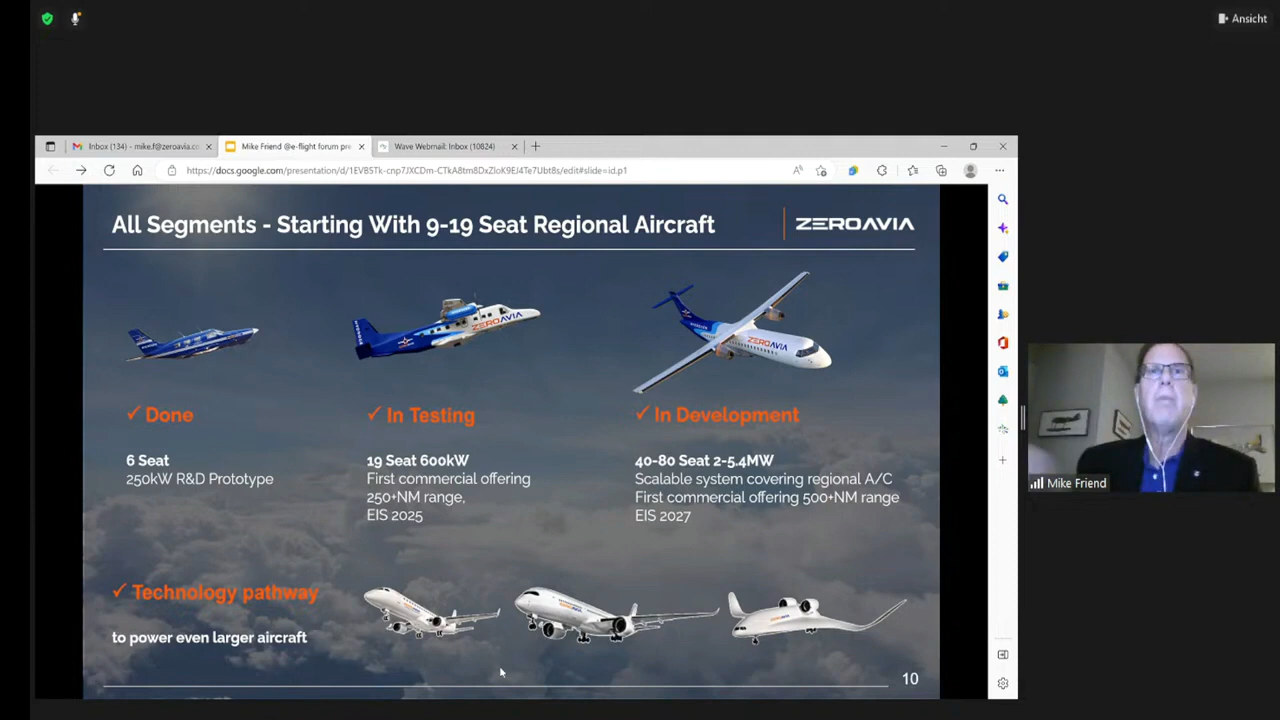 Ansicht
Inbox (134) - mike.f@zeroavia.co
Mike Friend @e-flight forum pre
Wave Webmail: Inbox (10824)
https://docs.google.com/presentation/d/1EVBSTk-cnp7JXCDm-CTkA8tm8DxZloK9EJ4Te7Ubt8s/edit#slide=id.p1
All Segments - Starting With 9-19 Seat Regional Aircraft
ZEROAVIA
ZEROAVIA
ZEROAVIA
✓ Done
✓ In Testing
✓ In Development
6 Seat
250kW R&D Prototype
19 Seat 600kW
First commercial offering
250+NM range,
EIS 2025
40-80 Seat 2-5.4MW
Scalable system covering regional A/C
First commercial offering 500+NM range
EIS 2027
✓ Technology pathway
to power even larger aircraft
10
Mike Friend